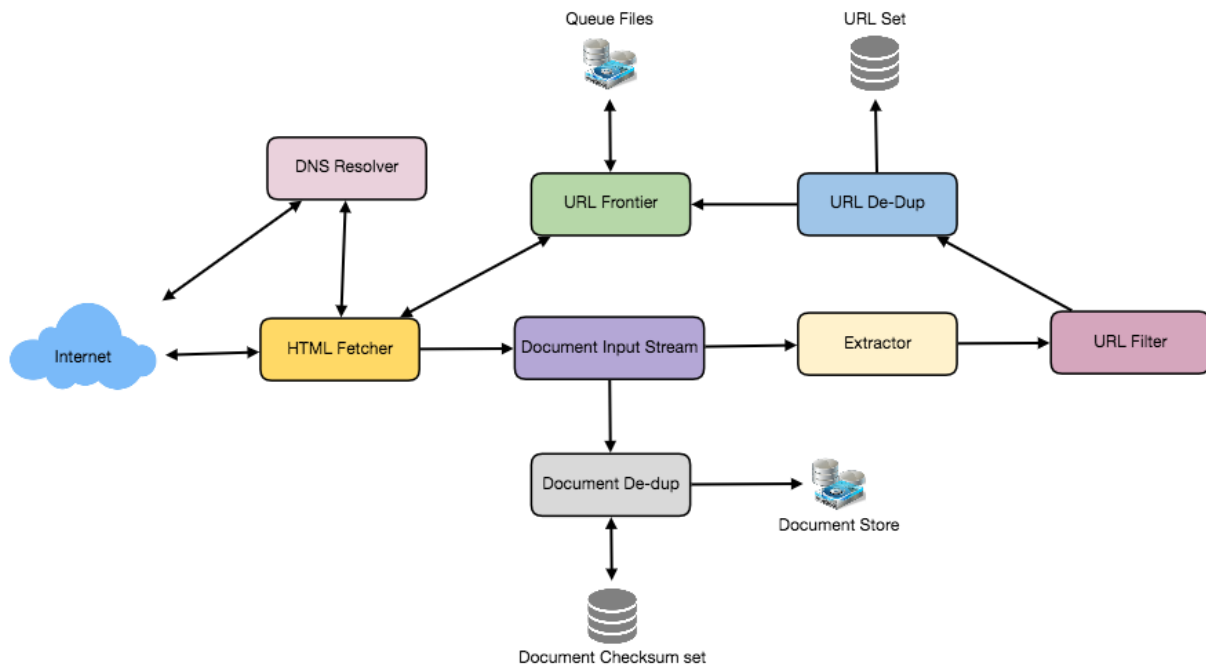 Queue Files
URL Set
DNS Resolver
URL Frontier
URL De-Dup
Internet
HTML Fetcher
Document Input Stream
Extractor
URL Filter
Document De-dup
Document Store
Document Checksum set